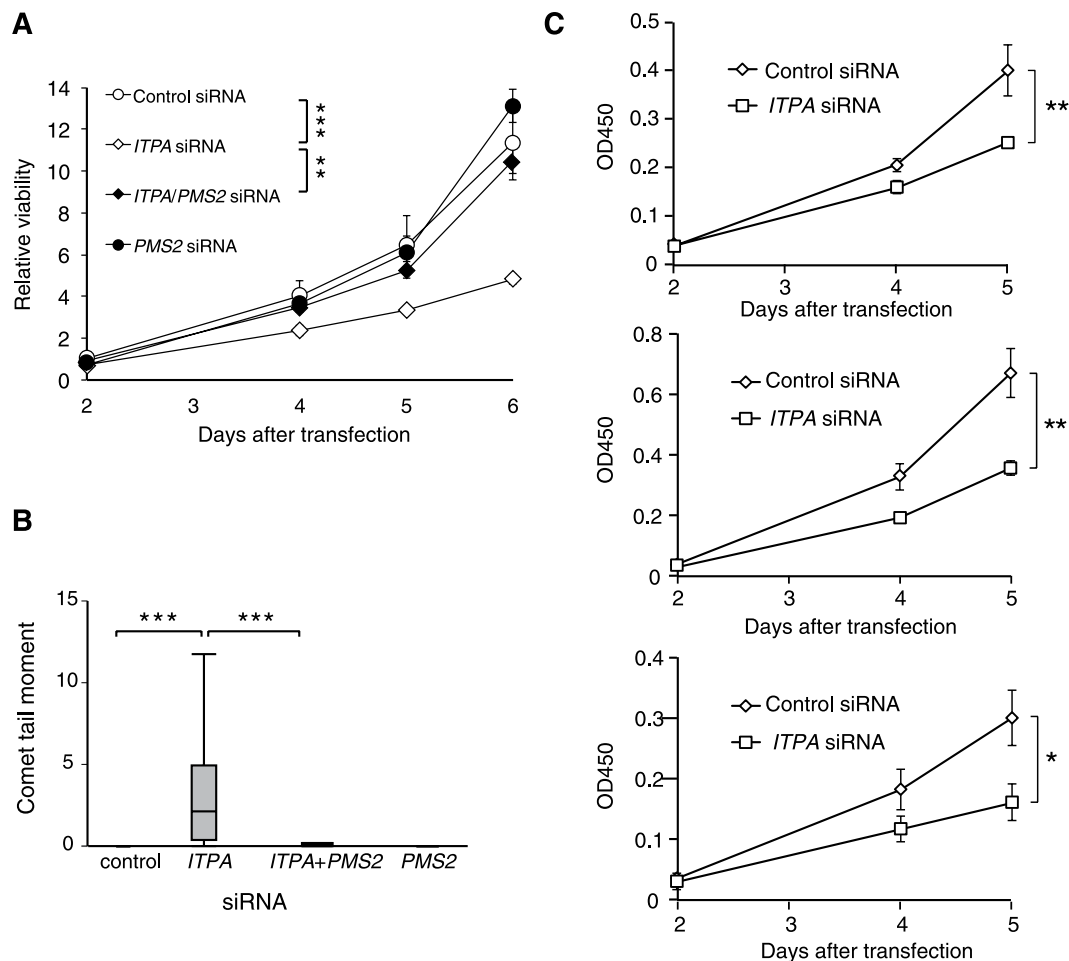 A
Relative viability
14
12
10
8
6
4
2
0
Control siRNA
ITPA siRNA
ITPA/PMS2 siRNA
PMS2 siRNA
***
**
2 3 4 5 6
Days after transfection
B
Comet tail moment
15
10
5
0
*** ***
control ITPA ITPA+PMS2 PMS2
siRNA
C
OD450
0.5
0.4
0.3
0.2
0.1
0
Control siRNA
ITPA siRNA
**
2 3 4 5
Days after transfection
OD450
0.8
0.6
0.4
0.2
0
Control siRNA
ITPA siRNA
**
2 3 4 5
Days after transfection
OD450
0.4
0.3
0.2
0.1
0
Control siRNA
ITPA siRNA
*
2 3 4 5
Days after transfection